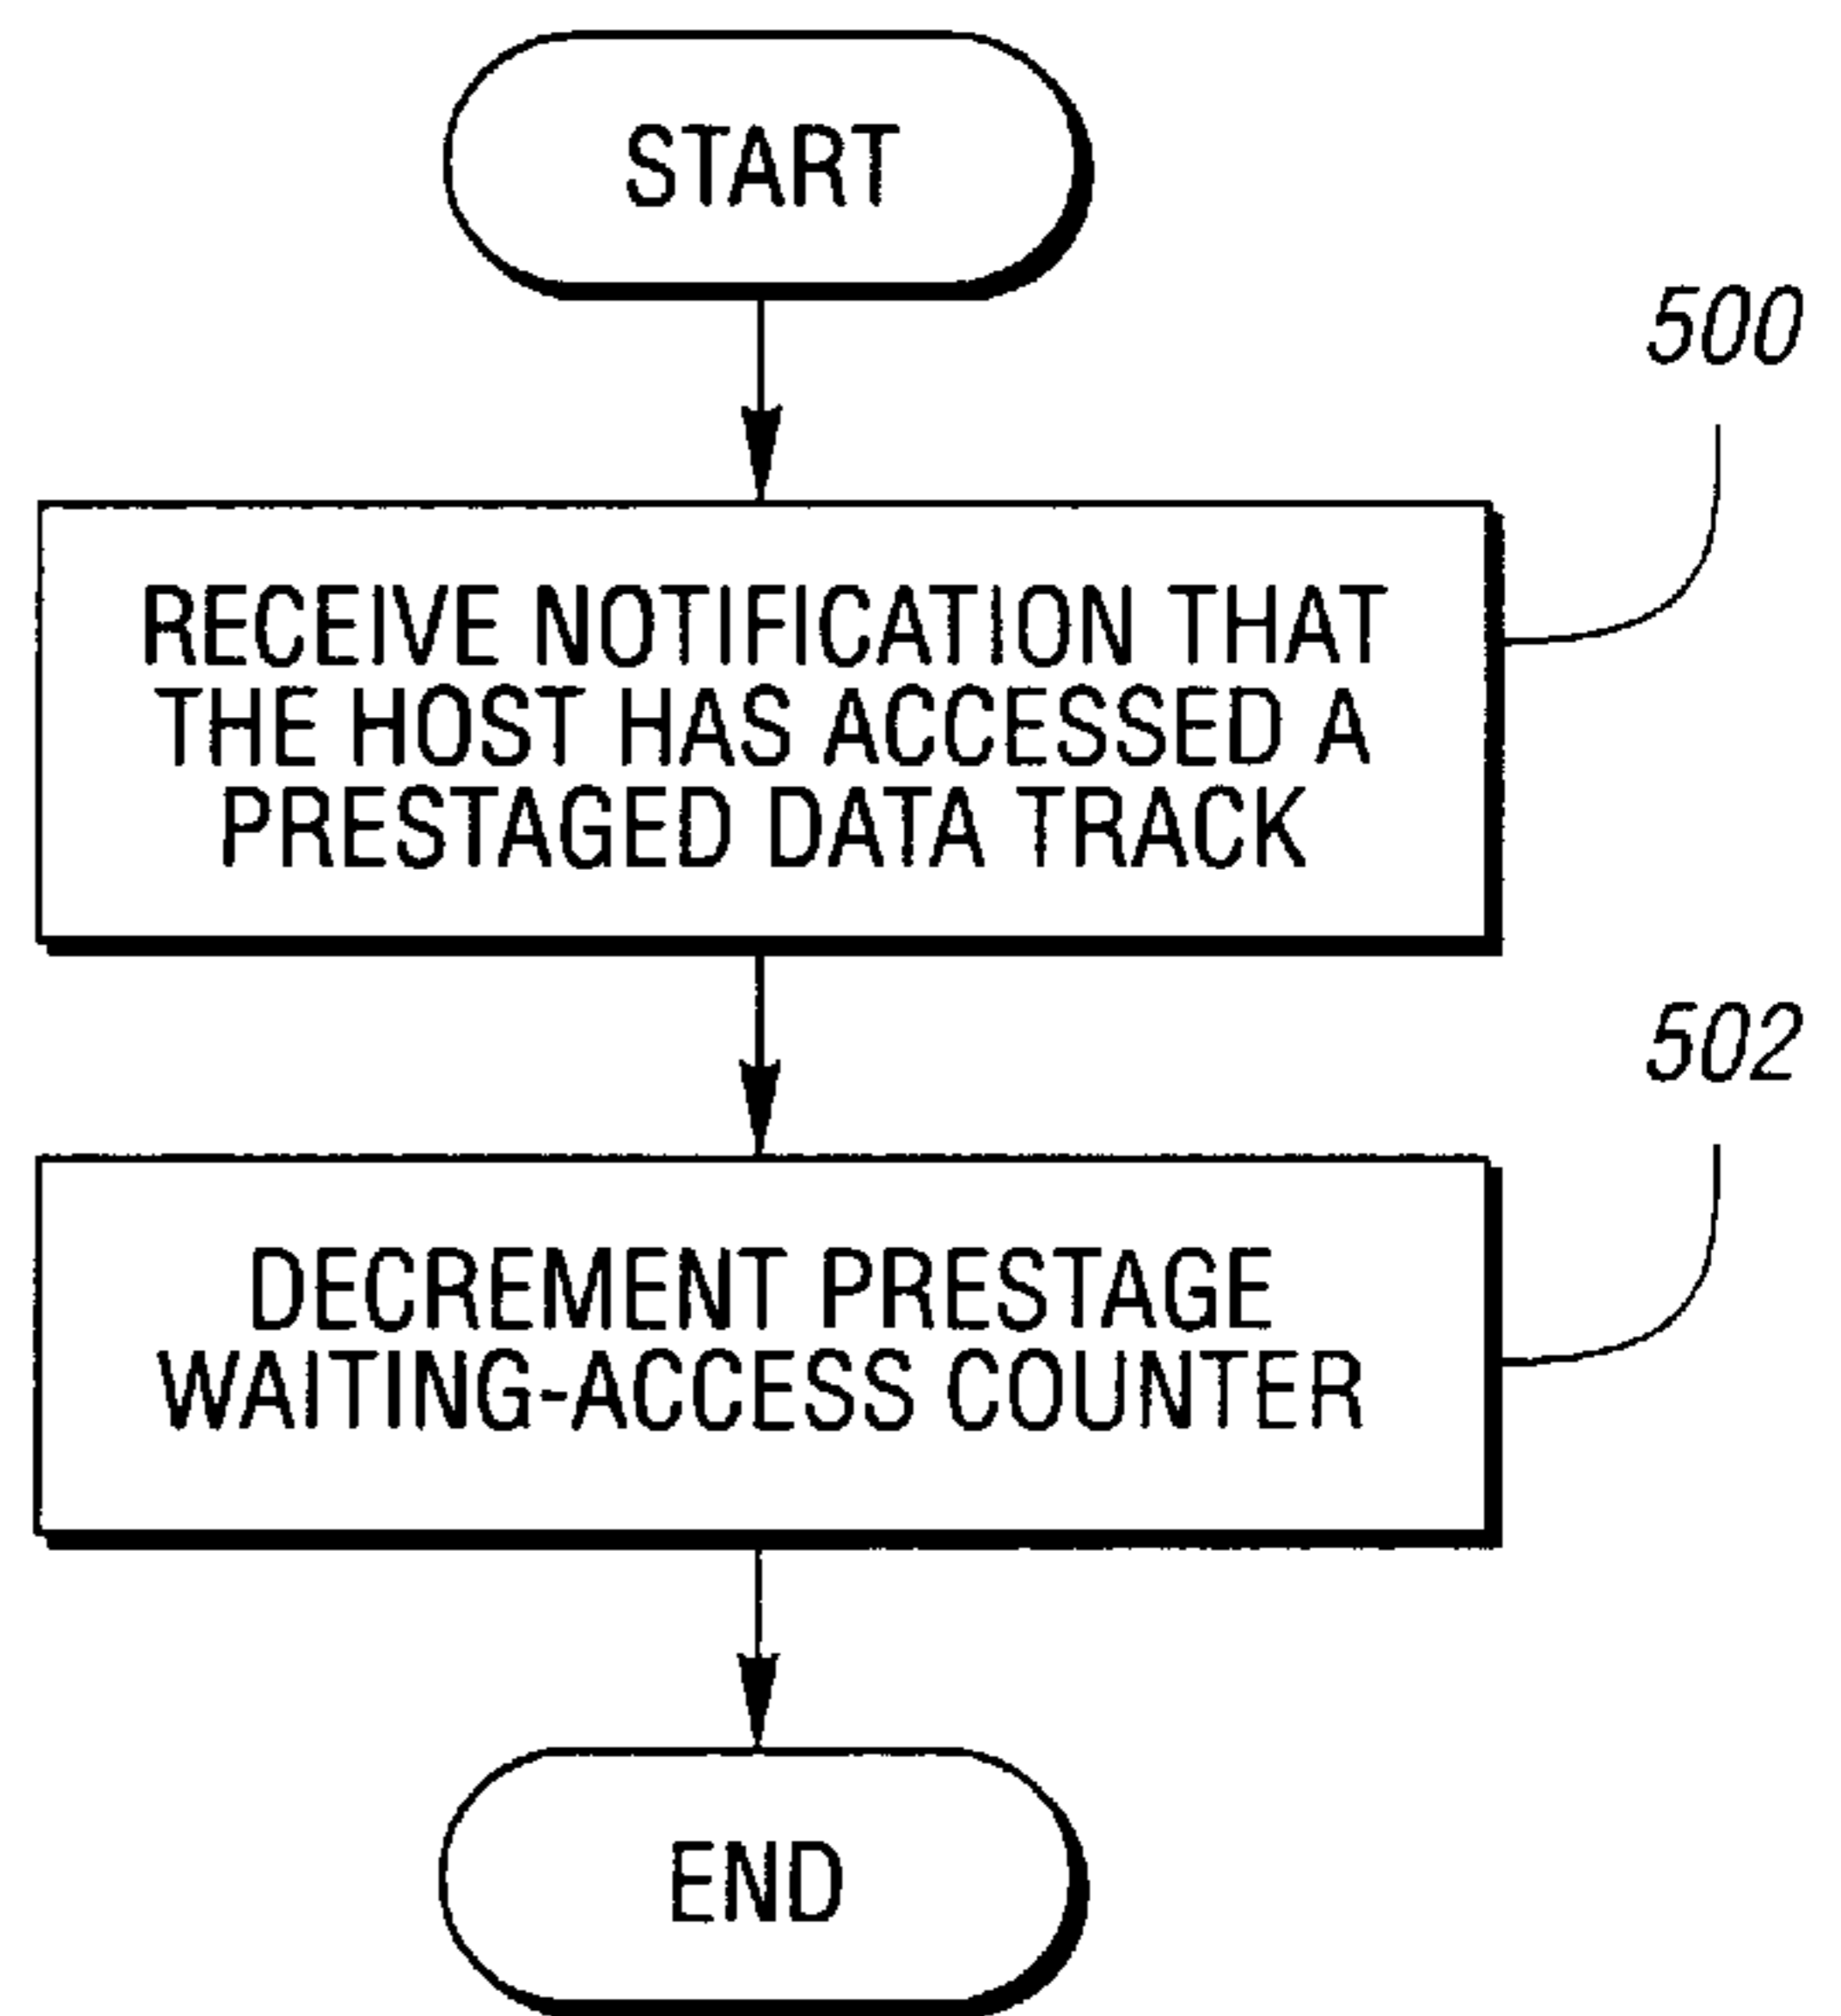 START
500
RECEIVE NOTIFICATION THAT
THE HOST HAS ACCESSED A
PRESTAGED DATA TRACK
502
DECREMENT PRESTAGE
WAITING-ACCESS COUNTER
END